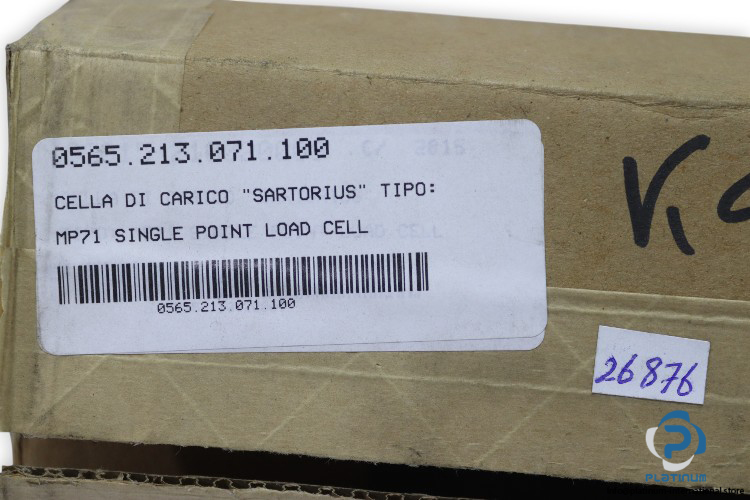 0565.213.071.100
CELLA DI CARICO "SARTORIUS" TIPO:
MP71 SINGLE POINT LOAD CELL
0565.213.071.100
26876
PLATINUM